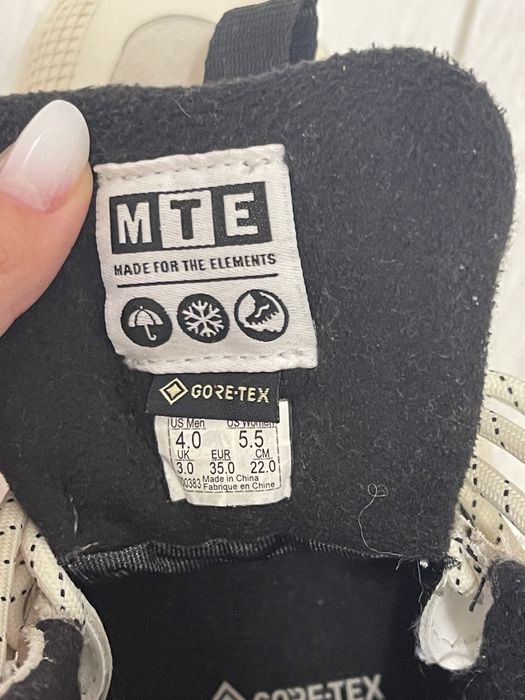 MTE
MADE FOR THE ELEMENTS
GORE-TEX
US Men US Women
4.0 5.5
UK EUR CM
3.0 35.0 22.0
00383 Made in China
Fabriqué en Chine
GORE-TEX